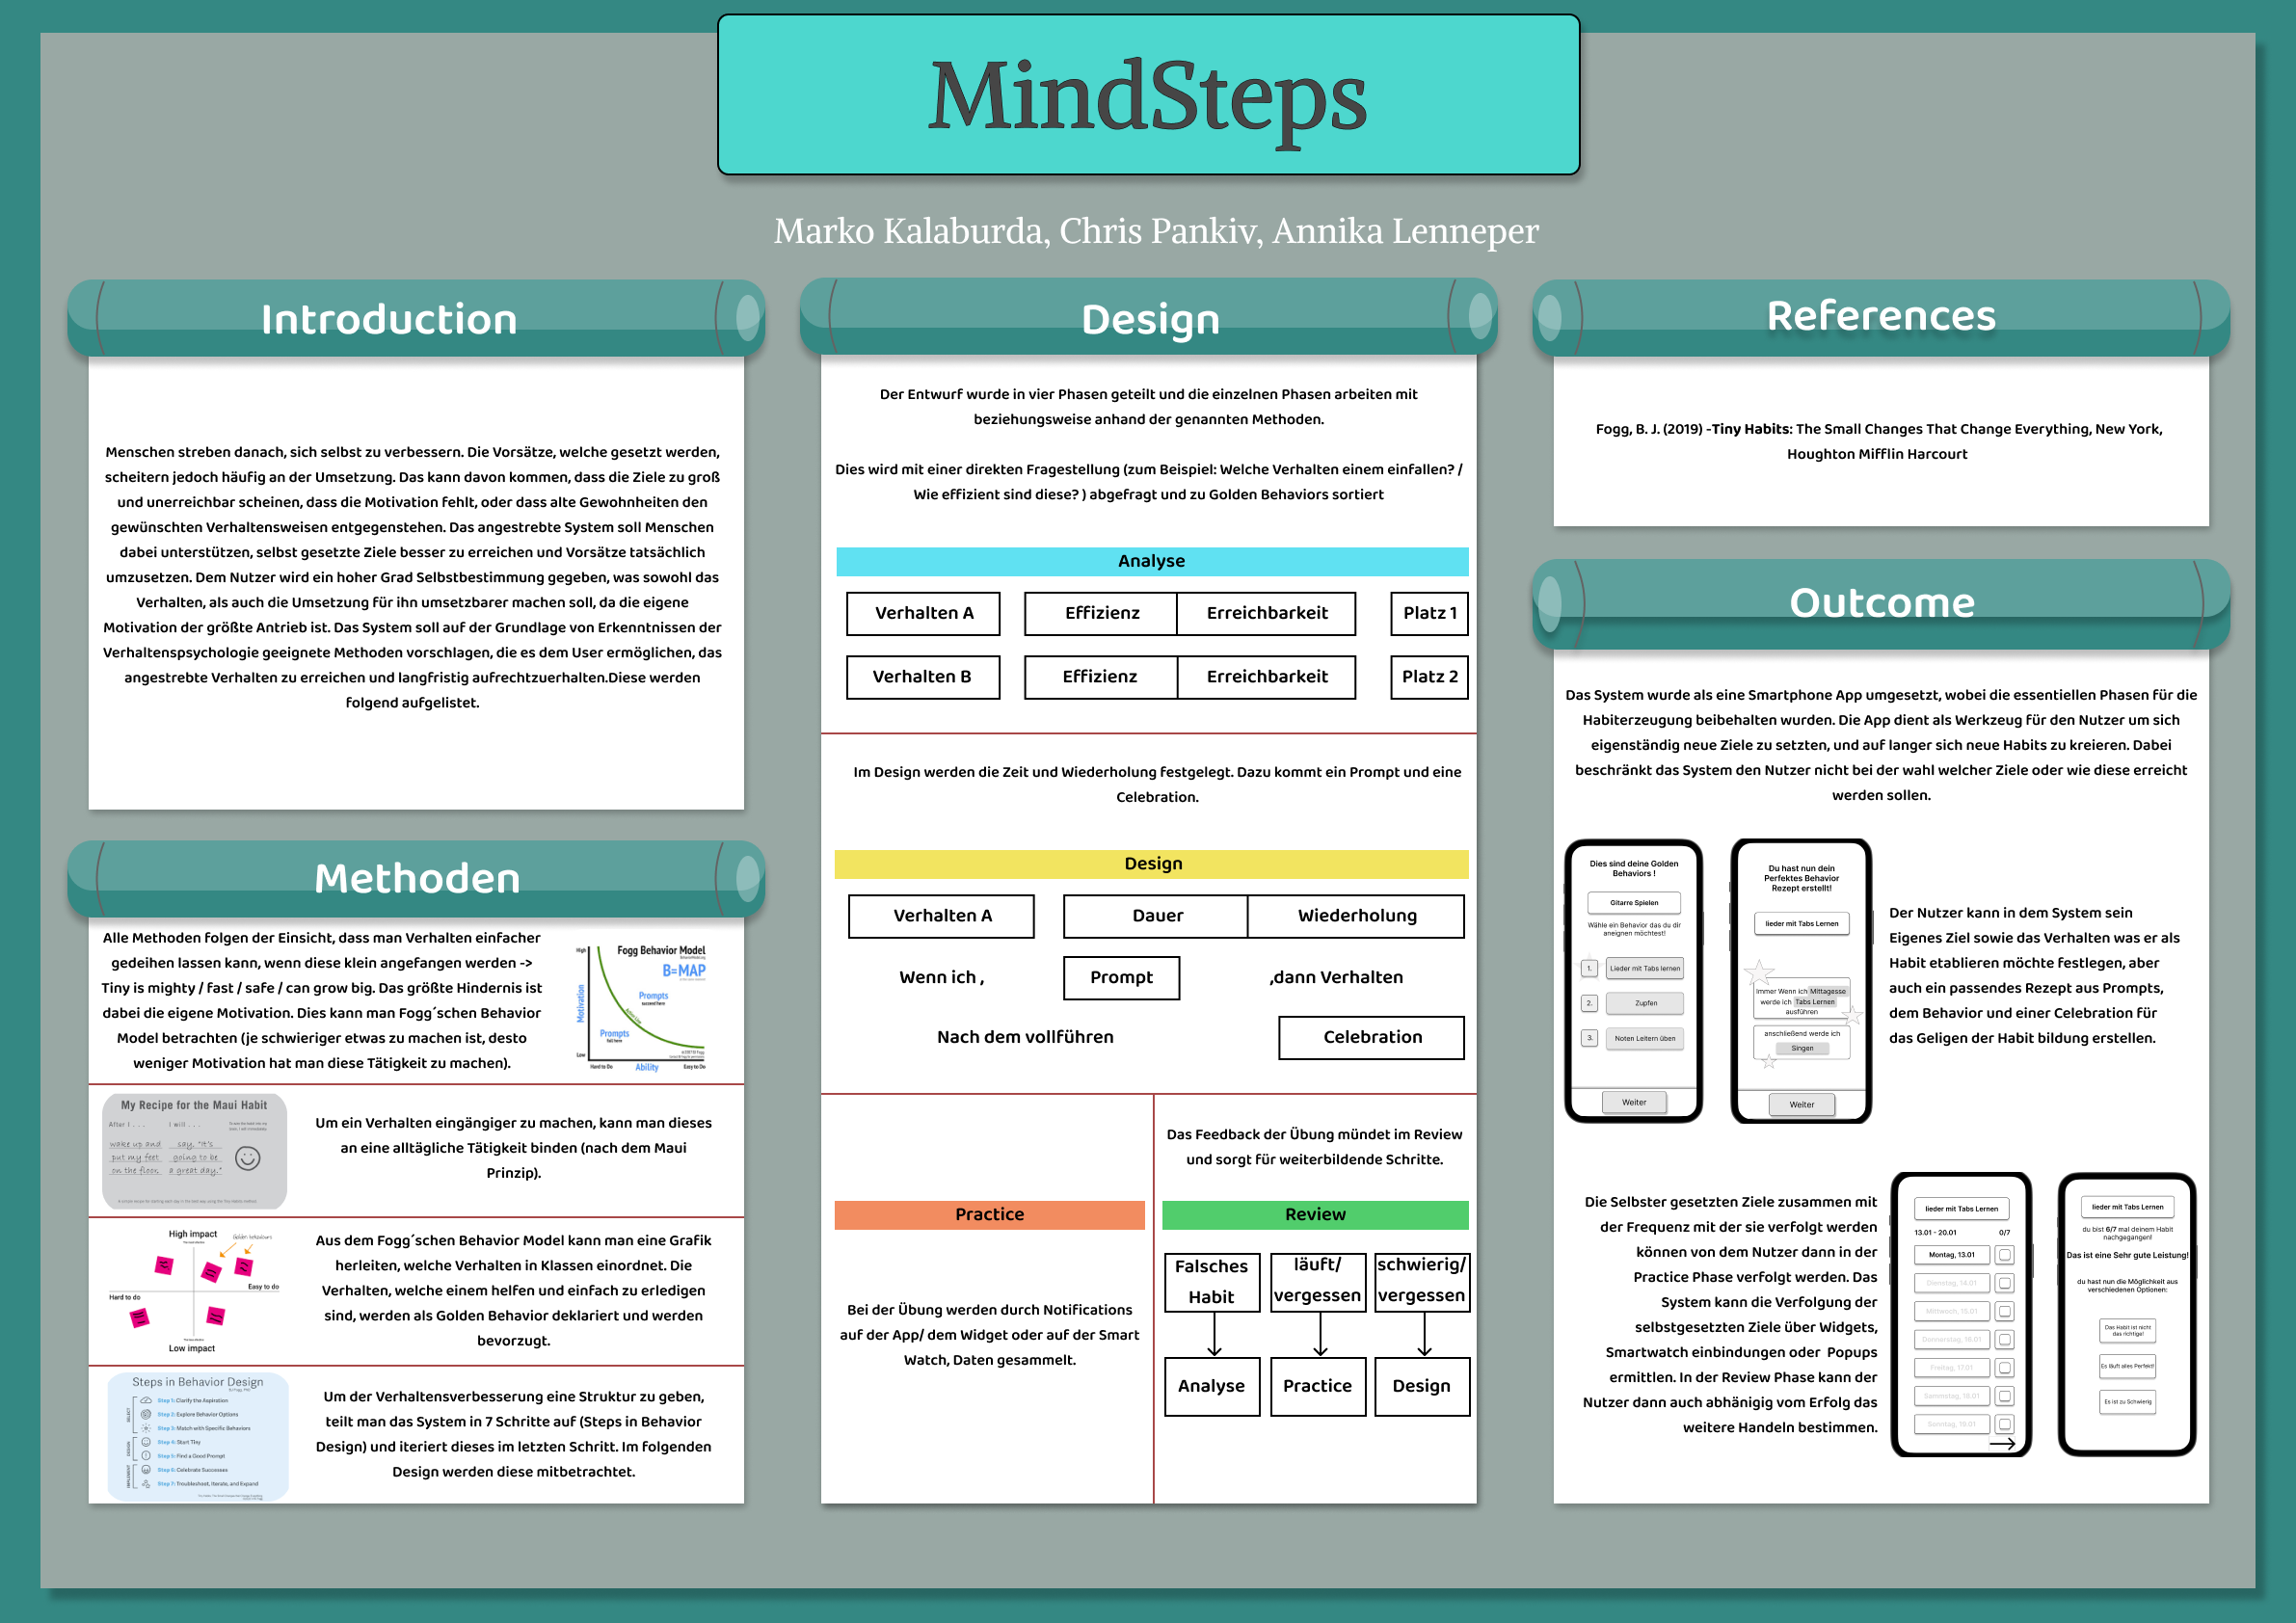 MindSteps
Marko Kalaburda, Chris Pankiv, Annika Lenneper
Introduction
Menschen streben danach, sich selbst zu verbessern. Die Vorsätze, welche gesetzt werden,
scheitern jedoch häufig an der Umsetzung. Das kann davon kommen, dass die Ziele zu groß
und unerreichbar scheinen, dass die Motivation fehlt, oder dass alte Gewohnheiten den
gewünschten Verhaltensweisen entgegenstehen. Das angestrebte System soll Menschen
dabei unterstützen, selbst gesetzte Ziele besser zu erreichen und Vorsätze tatsächlich
umzusetzen. Dem Nutzer wird ein hoher Grad Selbstbestimmung gegeben, was sowohl das
Verhalten, als auch die Umsetzung für ihn umsetzbarer machen soll, da die eigene
Motivation der größte Antrieb ist. Das System soll auf der Grundlage von Erkenntnissen der
Verhaltenspsychologie geeignete Methoden vorschlagen, die es dem User ermöglichen, das
angestrebte Verhalten zu erreichen und langfristig aufrechtzuerhalten.Diese werden
folgend aufgelistet.
Methoden
Alle Methoden folgen der Einsicht, dass man Verhalten einfacher
gedeihen lassen kann, wenn diese klein angefangen werden ->
Tiny is mighty / fast / safe / can grow big. Das größte Hindernis ist
dabei die eigene Motivation. Dies kann man Fogg´schen Behavior
Model betrachten (je schwieriger etwas zu machen ist, desto
weniger Motivation hat man diese Tätigkeit zu machen).
High
Fogg Behavior Model
B=MAP
Motivation
Prompts
succeed here
Prompts
fail here
Low
Hard to Do
Ability
Easy to Do
My Recipe for the Maui Habit
After I . . .
I will . . .
wake up and
put my feet
on the floor,
say, "It's
going to be
a great day."
Um ein Verhalten eingängiger zu machen, kann man dieses
an eine alltägliche Tätigkeit binden (nach dem Maui
Prinzip).
High impact
Golden behaviours
Easy to do
Hard to do
Low impact
Aus dem Fogg´schen Behavior Model kann man eine Grafik
herleiten, welche Verhalten in Klassen einordnet. Die
Verhalten, welche einem helfen und einfach zu erledigen
sind, werden als Golden Behavior deklariert und werden
bevorzugt.
Steps in Behavior Design
Step 1: Clarify the Aspiration
Step 2: Explore Behavior Options
Step 3: Match with Specific Behaviors
Step 4: Start Tiny
Step 5: Find a Good Prompt
Step 6: Celebrate Successes
Step 7: Troubleshoot, Iterate, and Expand
Um der Verhaltensverbesserung eine Struktur zu geben,
teilt man das System in 7 Schritte auf (Steps in Behavior
Design) und iteriert dieses im letzten Schritt. Im folgenden
Design werden diese mitbetrachtet.
Design
Der Entwurf wurde in vier Phasen geteilt und die einzelnen Phasen arbeiten mit
beziehungsweise anhand der genannten Methoden.
Dies wird mit einer direkten Fragestellung (zum Beispiel: Welche Verhalten einem einfallen? /
Wie effizient sind diese? ) abgefragt und zu Golden Behaviors sortiert
Analyse
Verhalten A Effizienz Erreichbarkeit Platz 1
Verhalten B Effizienz Erreichbarkeit Platz 2
Im Design werden die Zeit und Wiederholung festgelegt. Dazu kommt ein Prompt und eine
Celebration.
Design
Verhalten A Dauer Wiederholung
Wenn ich , Prompt ,dann Verhalten
Nach dem vollführen Celebration
Practice
Bei der Übung werden durch Notifications
auf der App/ dem Widget oder auf der Smart
Watch, Daten gesammelt.
Das Feedback der Übung mündet im Review
und sorgt für weiterbildende Schritte.
Review
Falsches
Habit
läuft/
vergessen
schwierig/
vergessen
Analyse Practice Design
References
Fogg, B. J. (2019) -Tiny Habits: The Small Changes That Change Everything, New York,
Houghton Mifflin Harcourt
Outcome
Das System wurde als eine Smartphone App umgesetzt, wobei die essentiellen Phasen für die
Habiterzeugung beibehalten wurden. Die App dient als Werkzeug für den Nutzer um sich
eigenständig neue Ziele zu setzten, und auf langer sich neue Habits zu kreieren. Dabei
beschränkt das System den Nutzer nicht bei der wahl welcher Ziele oder wie diese erreicht
werden sollen.
Dies sind deine Golden
Behaviors !
Gitarre Spielen
Wähle ein Behavior das du dir
aneignen möchtest!
1. Lieder mit Tabs lernen
2. Zupfen
3. Noten Leitern üben
Weiter
Du hast nun dein
Perfektes Behavior
Rezept erstellt!
lieder mit Tabs Lernen
Immer Wenn ich Mittagesse
werde ich Tabs Lernen
ausführen
anschließend werde ich
Singen
Weiter
Der Nutzer kann in dem System sein
Eigenes Ziel sowie das Verhalten was er als
Habit etablieren möchte festlegen, aber
auch ein passendes Rezept aus Prompts,
dem Behavior und einer Celebration für
das Geligen der Habit bildung erstellen.
Die Selbster gesetzten Ziele zusammen mit
der Frequenz mit der sie verfolgt werden
können von dem Nutzer dann in der
Practice Phase verfolgt werden. Das
System kann die Verfolgung der
selbstgesetzten Ziele über Widgets,
Smartwatch einbindungen oder Popups
ermittlen. In der Review Phase kann der
Nutzer dann auch abhänigig vom Erfolg das
weitere Handeln bestimmen.
lieder mit Tabs Lernen
13.01 - 20.01 0/7
Montag, 13.01
Dienstag, 14.01
Mittwoch, 15.01
Donnerstag, 16.01
Freitag, 17.01
Sammstag, 18.01
Sonntag, 19.01
lieder mit Tabs Lernen
du bist 6/7 mal deinem Habit
nachgegangen!
Das ist eine Sehr gute Leistung!
du hast nun die Möglichkeit aus
verschiedenen Optionen:
Das Habit ist nicht
das richtige!
Es läuft alles Perfekt!
Es ist zu Schwierig